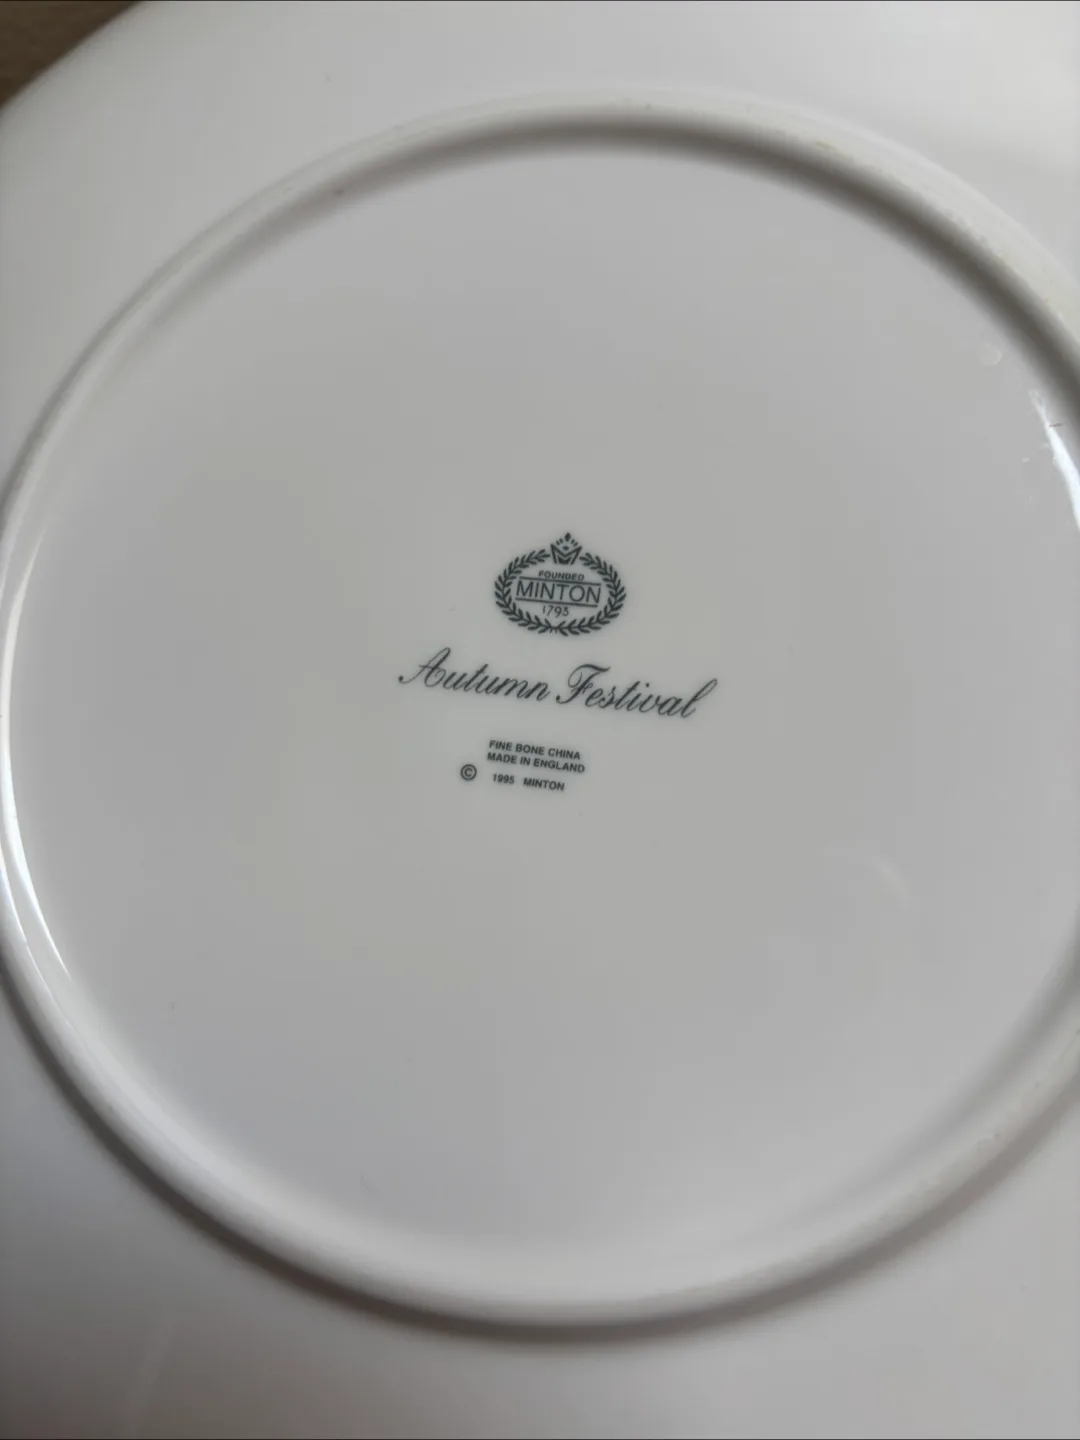 FOUNDED
MINTON
1793
Autumn Festival
FINE BONE CHINA
MADE IN ENGLAND
© 1995 MINTON